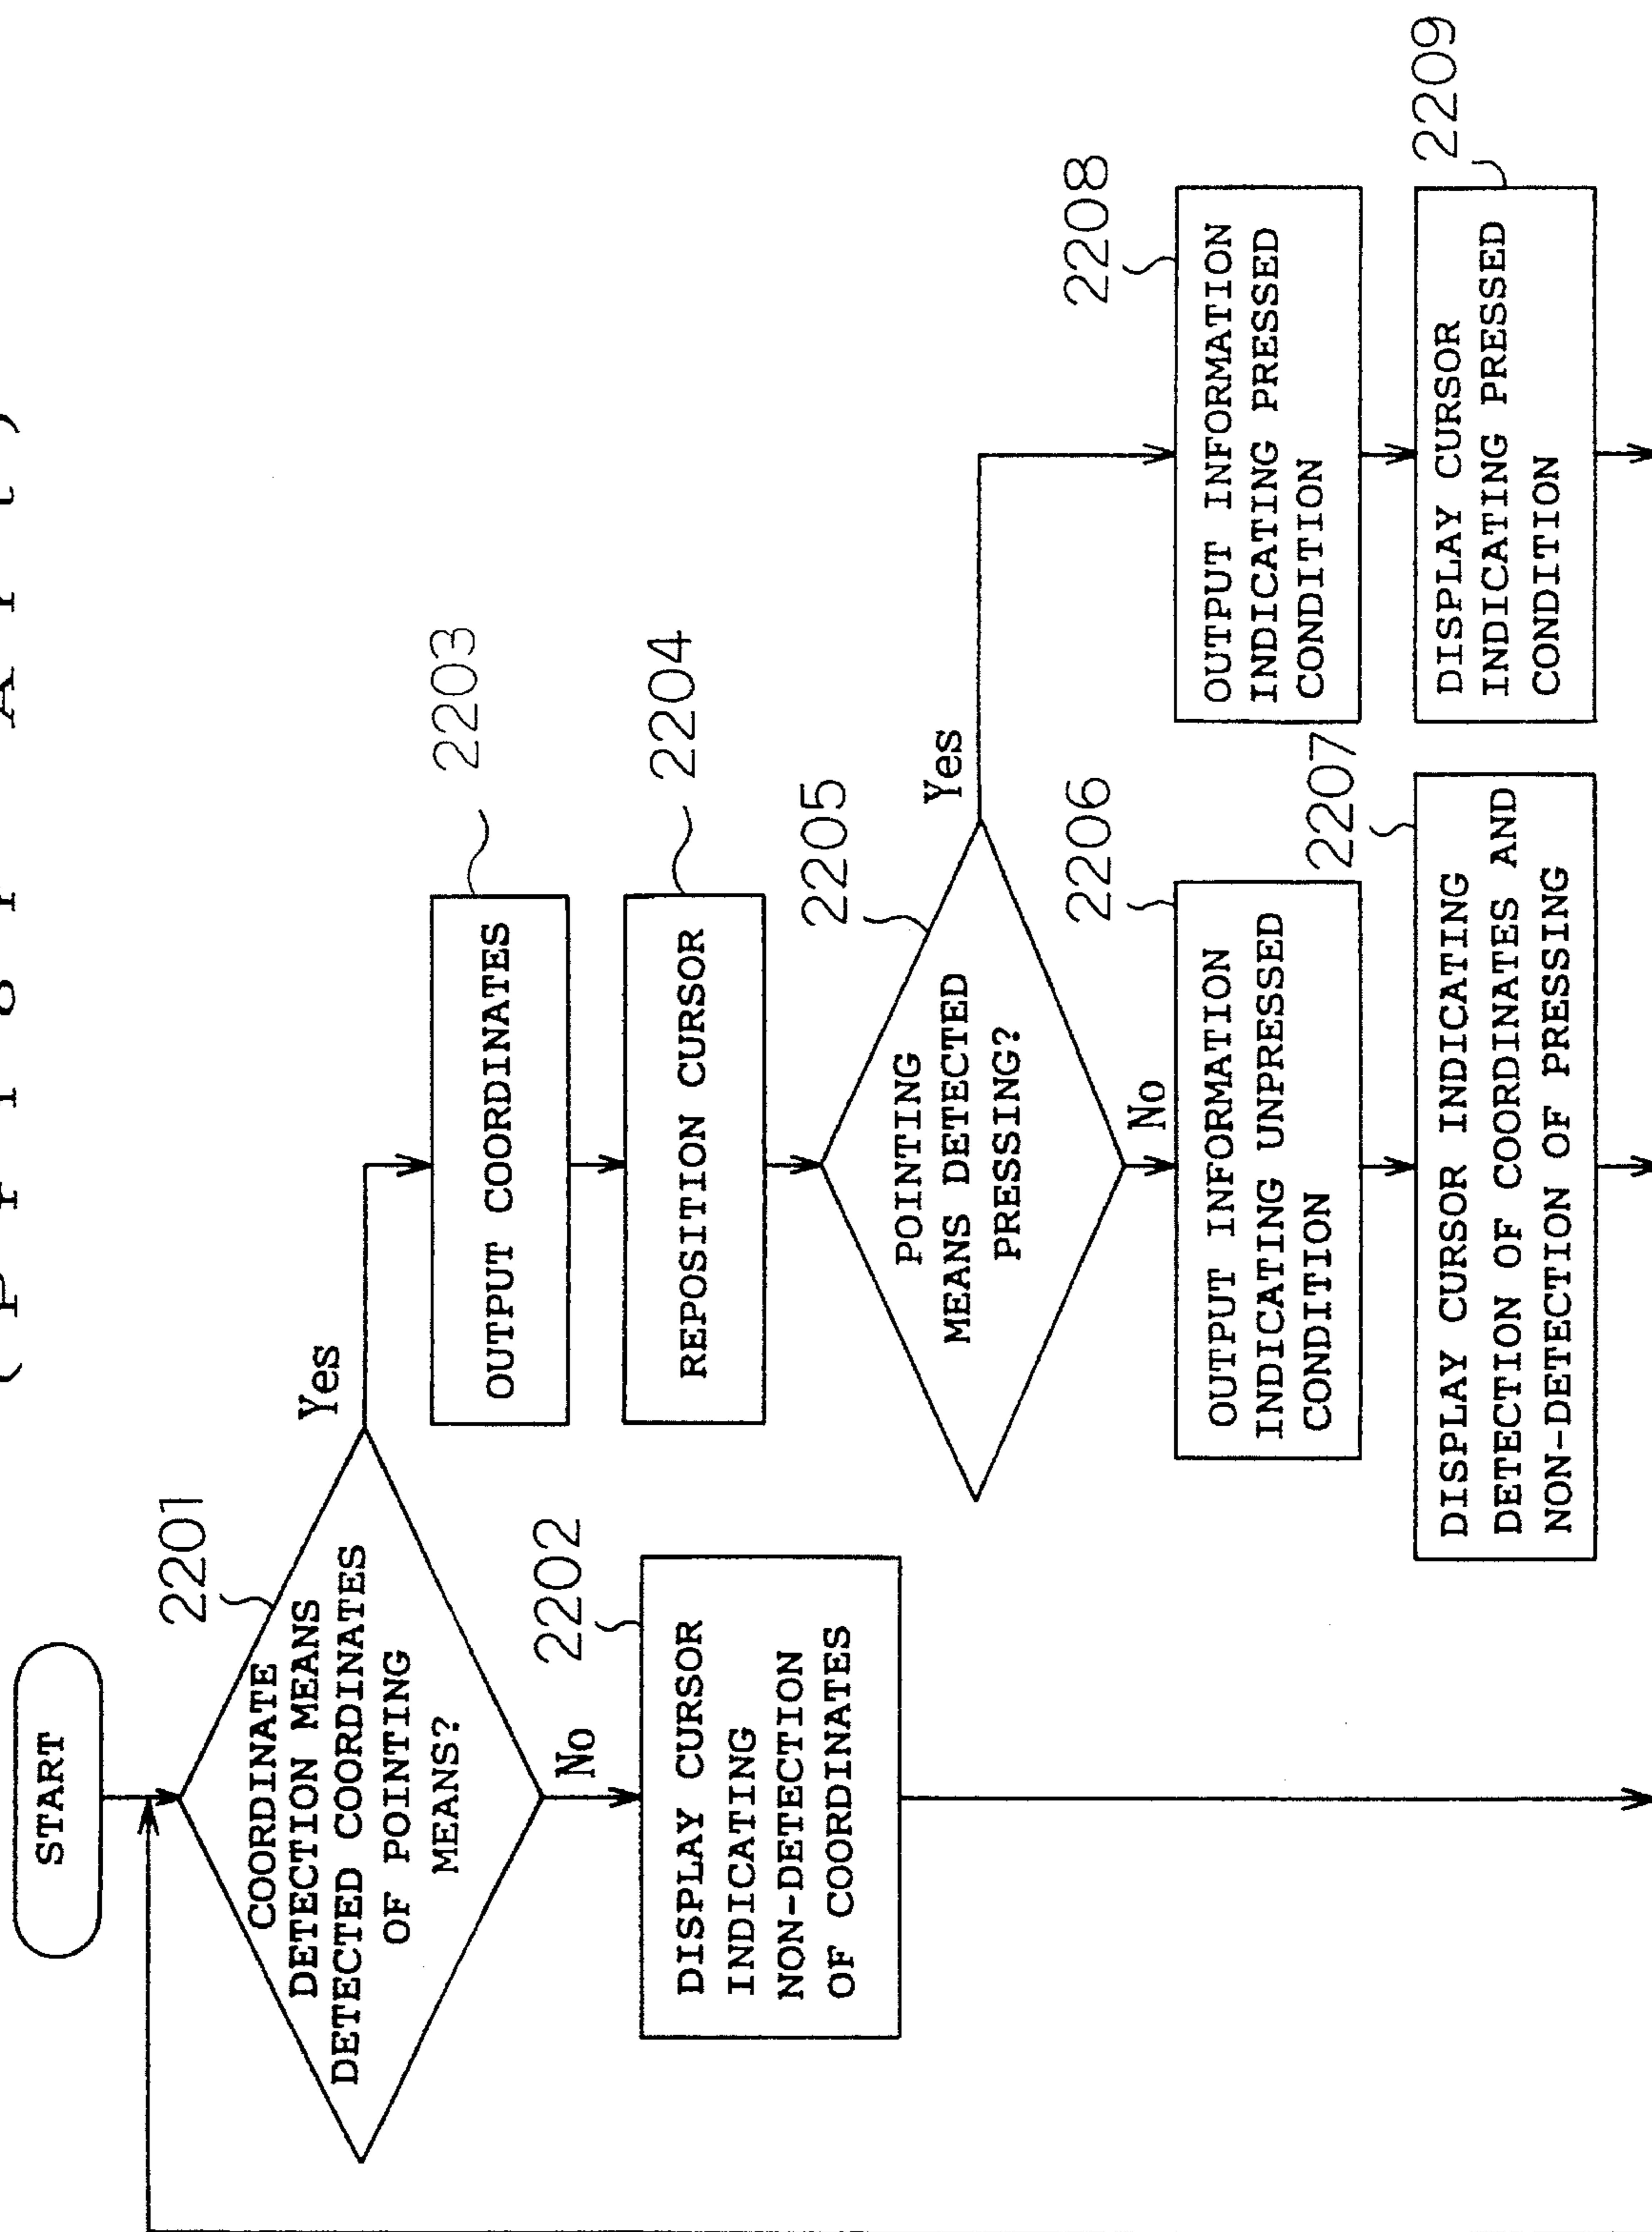 START
2201
COORDINATE
DETECTION MEANS
DETECTED COORDINATES
OF POINTING
MEANS?
Yes
No
2202
DISPLAY CURSOR
INDICATING
NON-DETECTION
OF COORDINATES
2203
OUTPUT COORDINATES
2204
REPOSITION CURSOR
2205
POINTING
MEANS DETECTED
PRESSING?
Yes
No
2206
OUTPUT INFORMATION
INDICATING UNPRESSED
CONDITION
2207
DISPLAY CURSOR INDICATING
DETECTION OF COORDINATES AND
NON-DETECTION OF PRESSING
2208
OUTPUT INFORMATION
INDICATING PRESSED
CONDITION
2209
DISPLAY CURSOR
INDICATING PRESSED
CONDITION